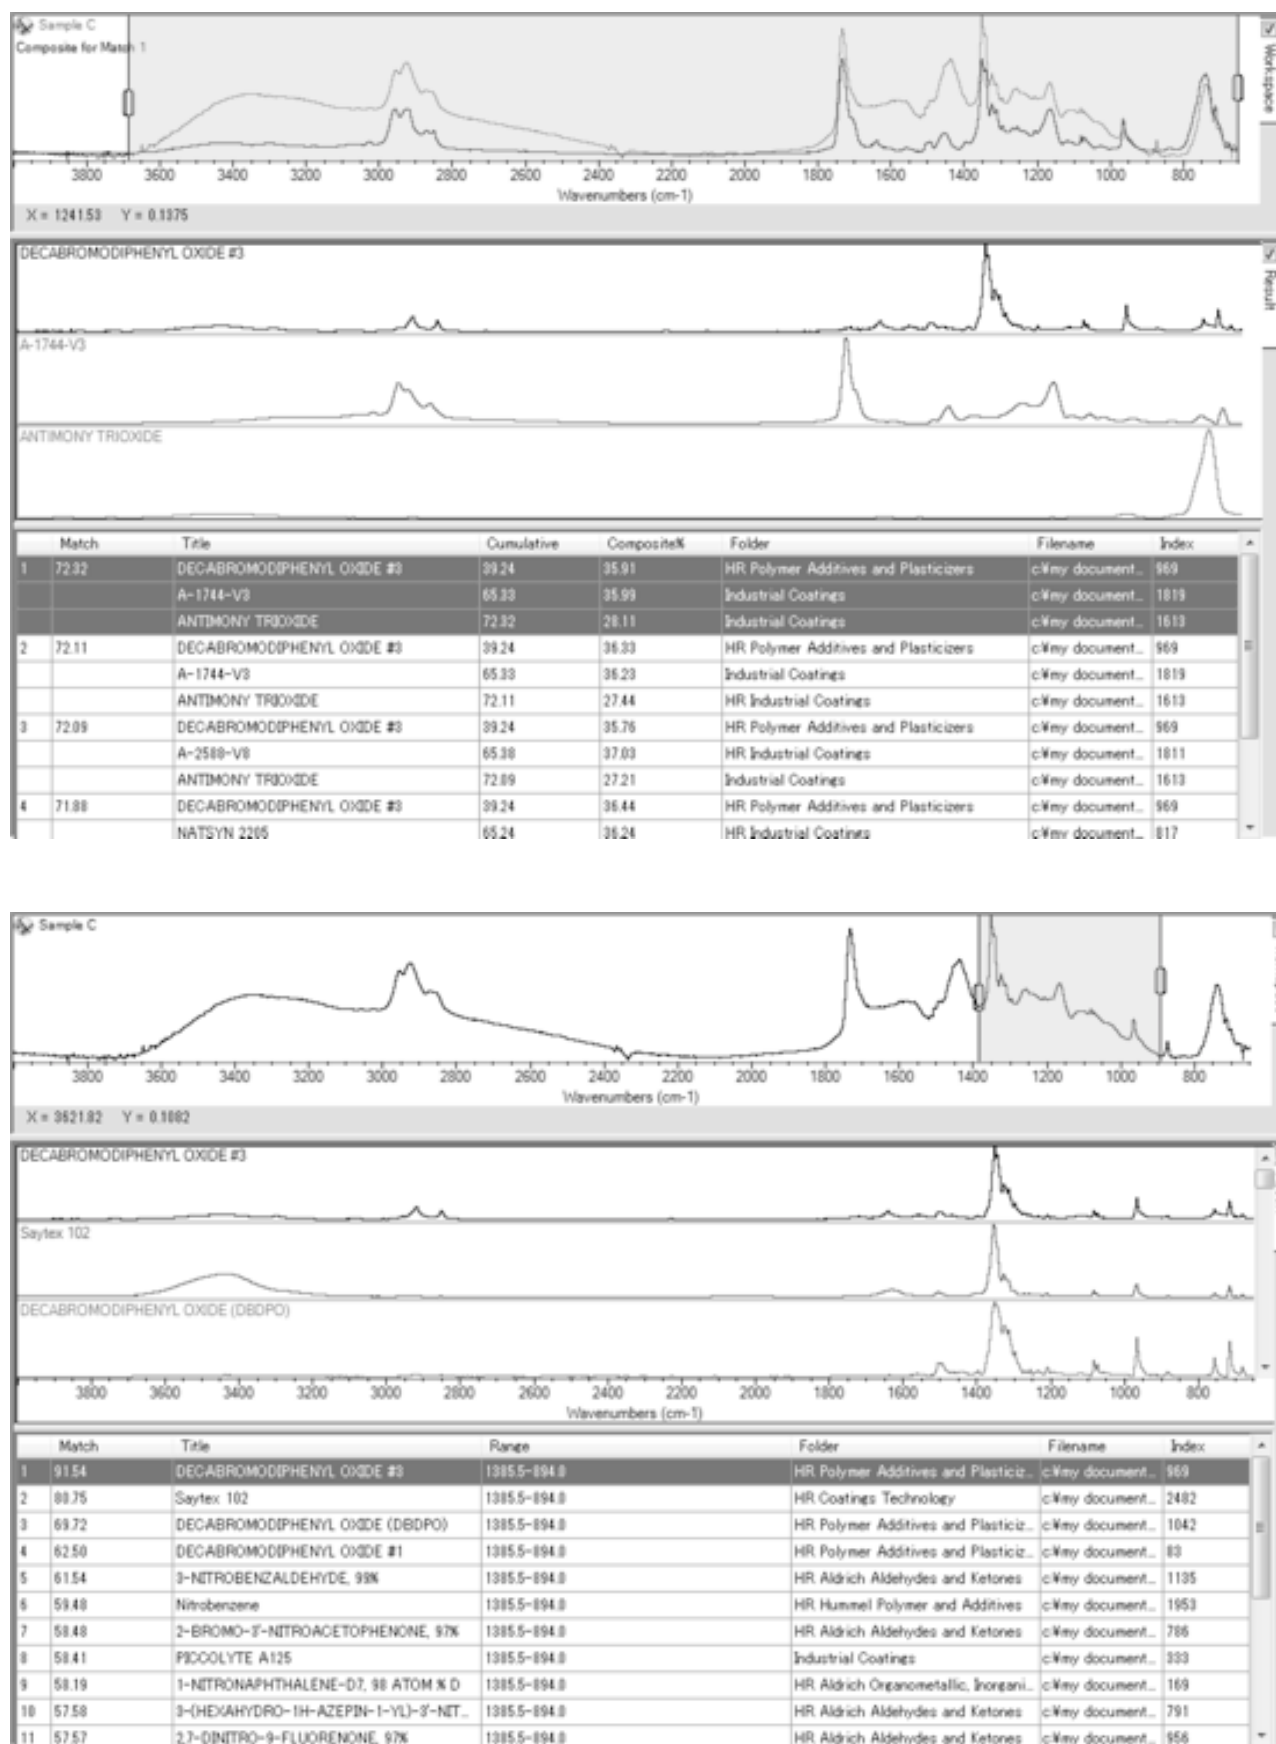 Sample C
Composite for Match 1
Workspace
3800 3600 3400 3200 3000 2800 2600 2400 2200 2000 1800 1600 1400 1200 1000 800
Wavenumbers (cm-1)
X = 1241.53 Y = 0.1375
DECABROMODIPHENYL OXIDE #3
Result
A-1744-V3
ANTIMONY TRIOXIDE
Match Title Cumulative Composite% Folder Filename Index
1 72.32 DECABROMODIPHENYL OXIDE #3 39.24 35.91 HR Polymer Additives and Plasticizers c:¥my document... 969
A-1744-V3 65.33 35.99 Industrial Coatings c:¥my document... 1819
ANTIMONY TRIOXIDE 72.32 28.11 Industrial Coatings c:¥my document... 1613
2 72.11 DECABROMODIPHENYL OXIDE #3 39.24 36.33 HR Polymer Additives and Plasticizers c:¥my document... 969
A-1744-V3 65.33 36.23 Industrial Coatings c:¥my document... 1819
ANTIMONY TRIOXIDE 72.11 27.44 HR Industrial Coatings c:¥my document... 1613
3 72.09 DECABROMODIPHENYL OXIDE #3 39.24 35.76 HR Polymer Additives and Plasticizers c:¥my document... 969
A-2588-V8 65.38 37.03 HR Industrial Coatings c:¥my document... 1811
ANTIMONY TRIOXIDE 72.09 27.21 Industrial Coatings c:¥my document... 1613
4 71.88 DECABROMODIPHENYL OXIDE #3 39.24 36.44 HR Polymer Additives and Plasticizers c:¥my document... 969
NATSYN 2205 65.24 36.24 HR Industrial Coatings c:¥my document... 817
Sample C
3800 3600 3400 3200 3000 2800 2600 2400 2200 2000 1800 1600 1400 1200 1000 800
Wavenumbers (cm-1)
X = 3621.82 Y = 0.1082
DECABROMODIPHENYL OXIDE #3
Saytex 102
DECABROMODIPHENYL OXIDE (DBDPO)
3800 3600 3400 3200 3000 2800 2600 2400 2200 2000 1800 1600 1400 1200 1000 800
Wavenumbers (cm-1)
Match Title Range Folder Filename Index
1 91.54 DECABROMODIPHENYL OXIDE #3 1385.5-894.0 HR Polymer Additives and Plasticiz... c:¥my document... 969
2 80.75 Saytex 102 1385.5-894.0 HR Coatings Technology c:¥my document... 2482
3 69.72 DECABROMODIPHENYL OXIDE (DBDPO) 1385.5-894.0 HR Polymer Additives and Plasticiz... c:¥my document... 1042
4 62.50 DECABROMODIPHENYL OXIDE #1 1385.5-894.0 HR Polymer Additives and Plasticiz... c:¥my document... 83
5 61.54 3-NITROBENZALDEHYDE, 99% 1385.5-894.0 HR Aldrich Aldehydes and Ketones c:¥my document... 1135
6 59.48 Nitrobenzene 1385.5-894.0 HR Hummel Polymer and Additives c:¥my document... 1953
7 58.48 2-BROMO-3'-NITROACETOPHENONE, 97% 1385.5-894.0 HR Aldrich Aldehydes and Ketones c:¥my document... 786
8 58.41 PICCOLYTE A125 1385.5-894.0 Industrial Coatings c:¥my document... 333
9 58.19 1-NITRONAPHTHALENE-D7, 98 ATOM % D 1385.5-894.0 HR Aldrich Organometallic, Inorgani... c:¥my document... 169
10 57.58 3-(HEXAHYDRO-1H-AZEPIN-1-YL)-3'-NIT... 1385.5-894.0 HR Aldrich Aldehydes and Ketones c:¥my document... 791
11 57.57 2,7-DINITRO-9-FLUORENONE, 97% 1385.5-894.0 HR Aldrich Aldehydes and Ketones c:¥my document... 956